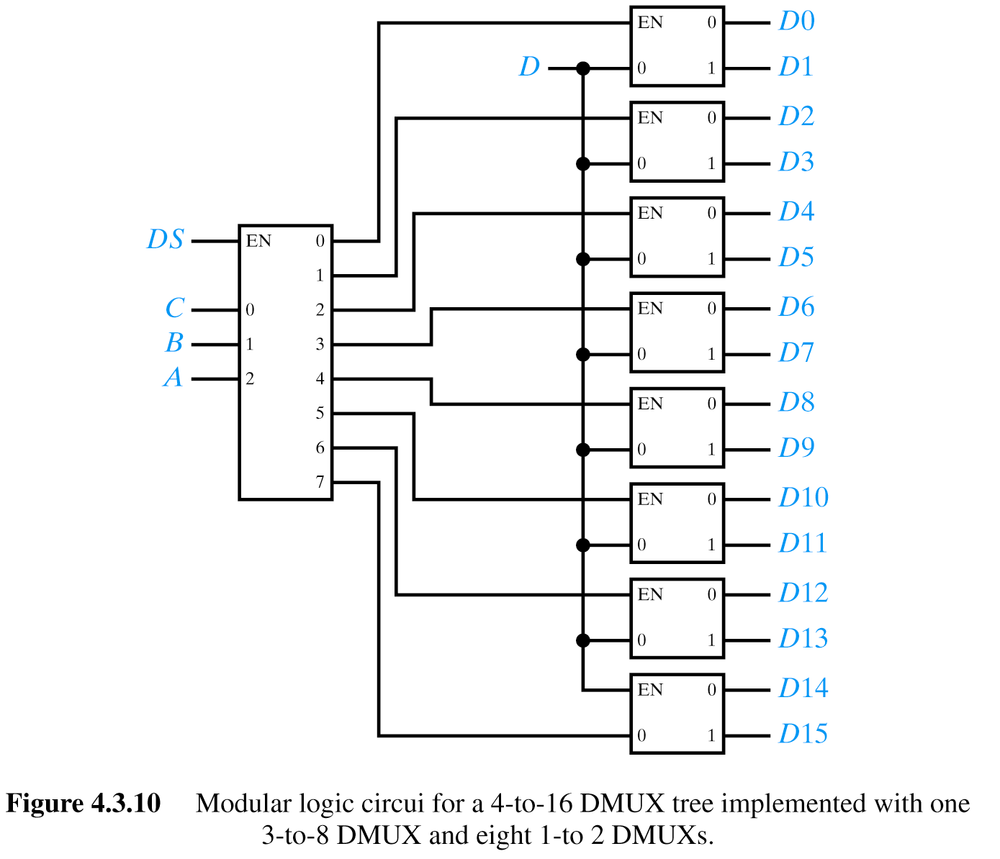 EN 0 D0
D 0 1 D1
EN 0 D2
0 1 D3
EN 0 D4
DS EN 0
0 1 D5
1
C 0 2
EN 0 D6
B 1 3
0 1 D7
A 2 4
EN 0 D8
5
6
0 1 D9
7
EN 0 D10
0 1 D11
EN 0 D12
0 1 D13
EN 0 D14
0 1 D15
Figure 4.3.10 Modular logic circui for a 4-to-16 DMUX tree implemented with one
3-to-8 DMUX and eight 1-to 2 DMUXs.